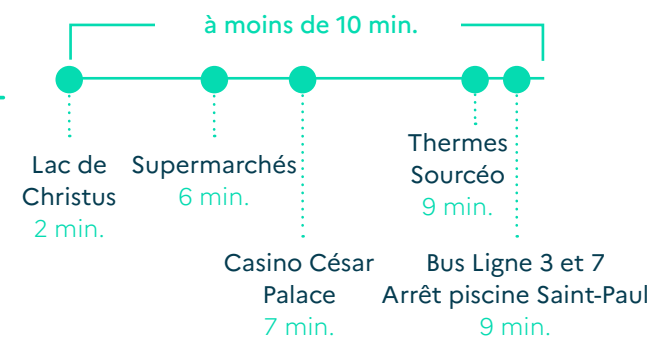 à moins de 10 min.
Lac de
Christus
2 min.
Supermarchés
6 min.
Casino César
Palace
7 min.
Thermes
Sourcéo
9 min.
Bus Ligne 3 et 7
Arrêt piscine Saint-Paul
9 min.